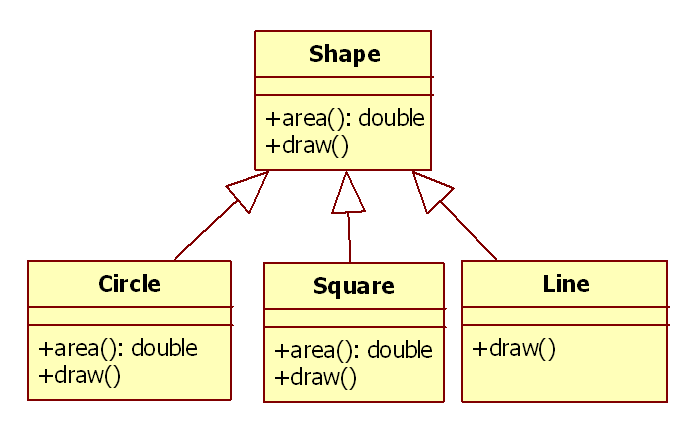 Shape
+area(): double
+draw()
Circle
+area(): double
+draw()
Square
+area(): double
+draw()
Line
+draw()